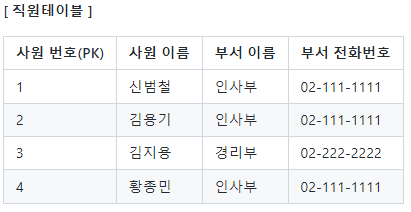 [ 직원테이블 ]
사원 번호(PK) 사원 이름 부서 이름 부서 전화번호
1 신범철 인사부 02-111-1111
2 김용기 인사부 02-111-1111
3 김지용 경리부 02-222-2222
4 황종민 인사부 02-111-1111